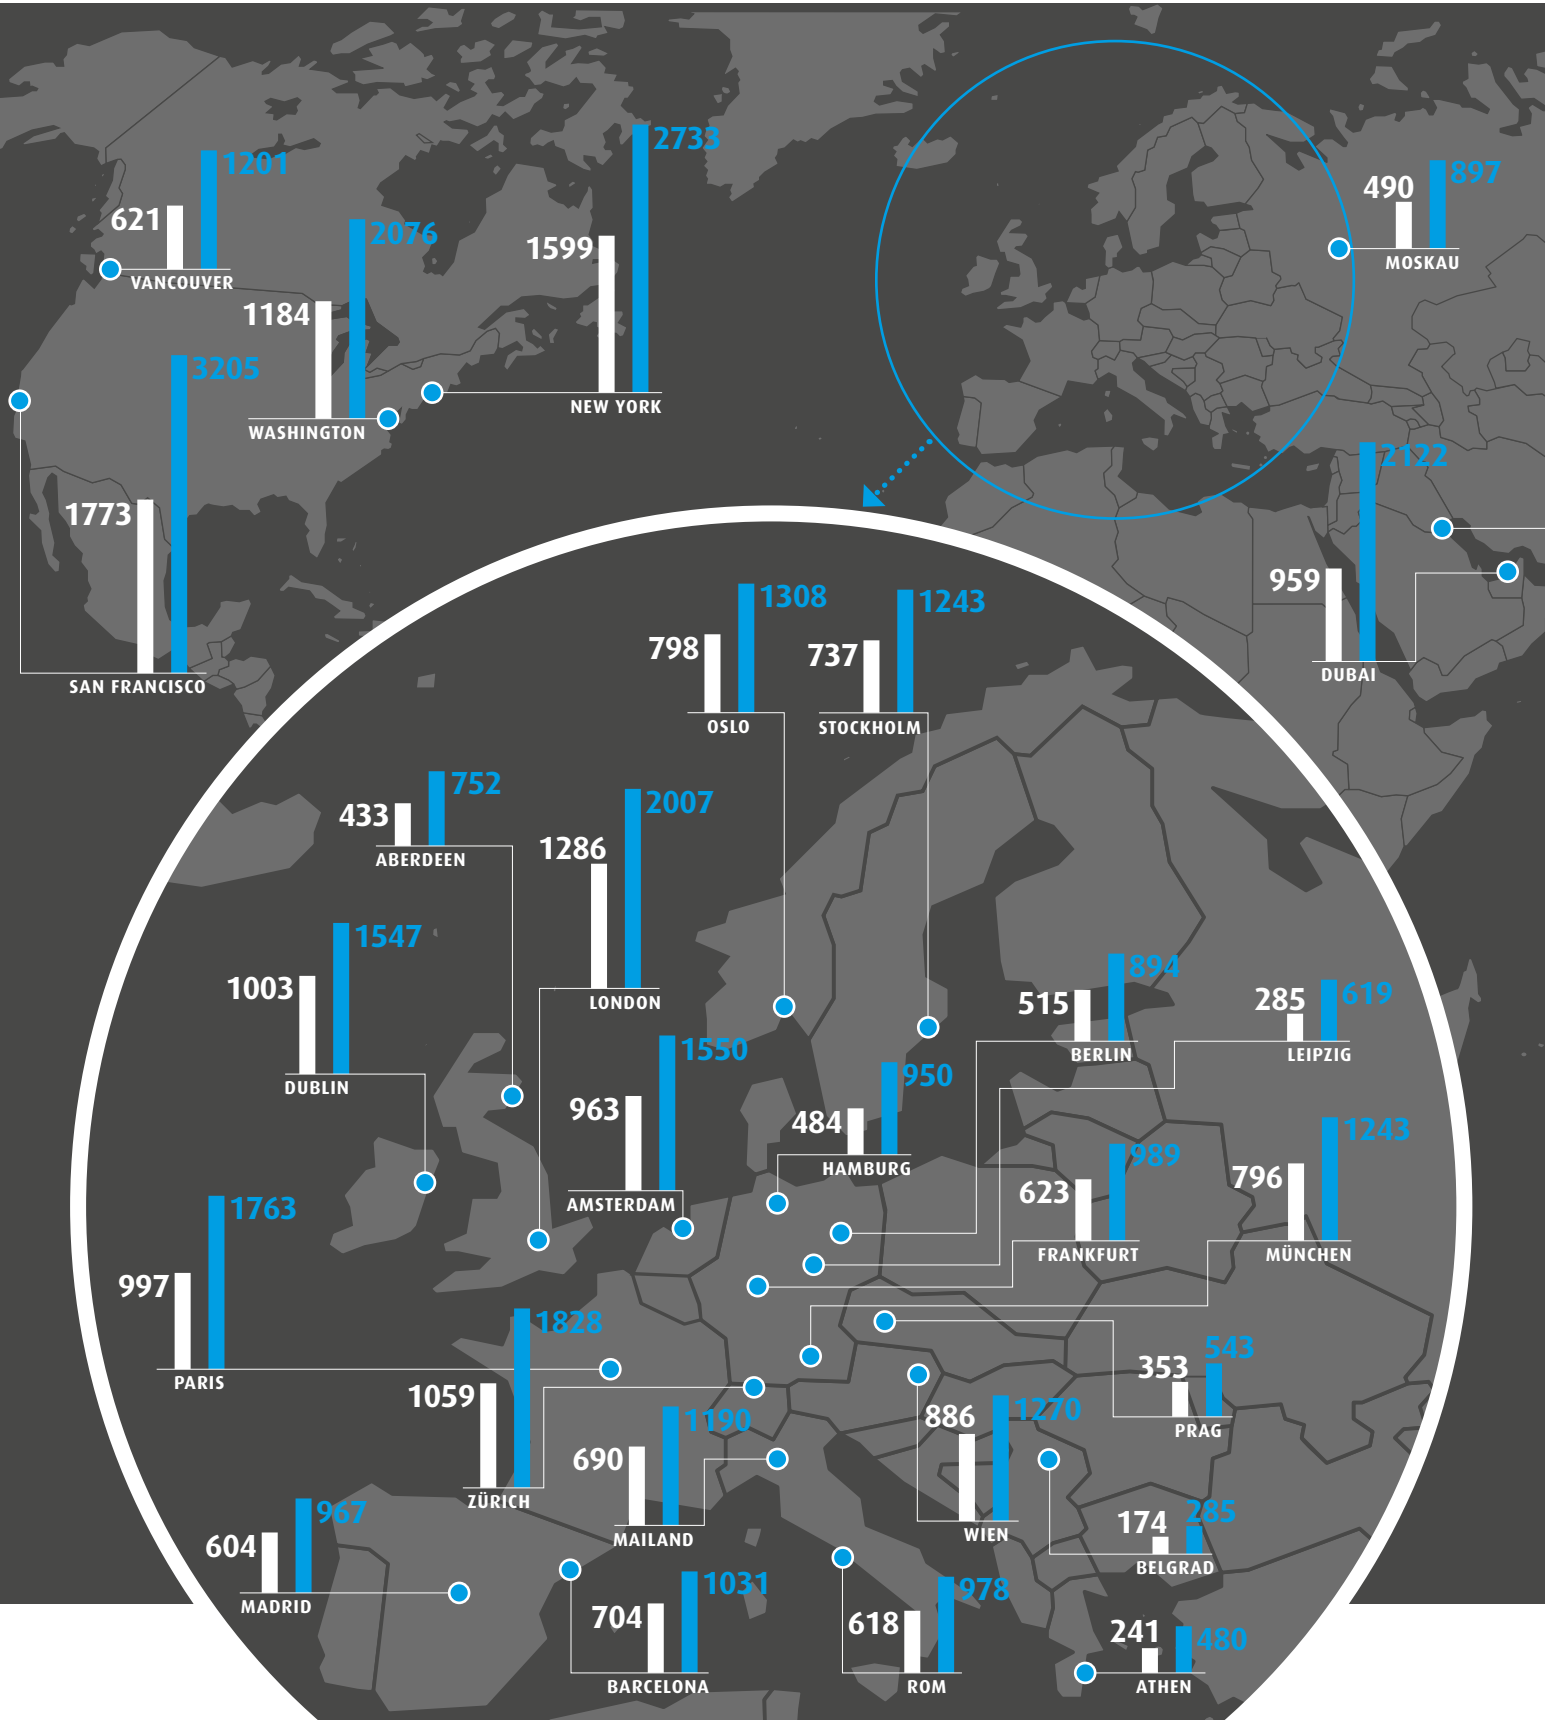 621
1201
VANCOUVER
1184
2076
WASHINGTON
1599
2733
NEW YORK
1773
3205
SAN FRANCISCO
490
897
MOSKAU
959
2122
DUBAI
798
1308
OSLO
737
1243
STOCKHOLM
433
752
ABERDEEN
1286
2007
LONDON
1003
1547
DUBLIN
963
1550
AMSTERDAM
484
950
HAMBURG
515
894
BERLIN
285
619
LEIPZIG
623
989
FRANKFURT
796
1243
MÜNCHEN
997
1763
PARIS
1059
1828
ZÜRICH
690
1190
MAILAND
886
1270
WIEN
353
543
PRAG
174
285
BELGRAD
604
967
MADRID
704
1031
BARCELONA
618
978
ROM
241
480
ATHEN